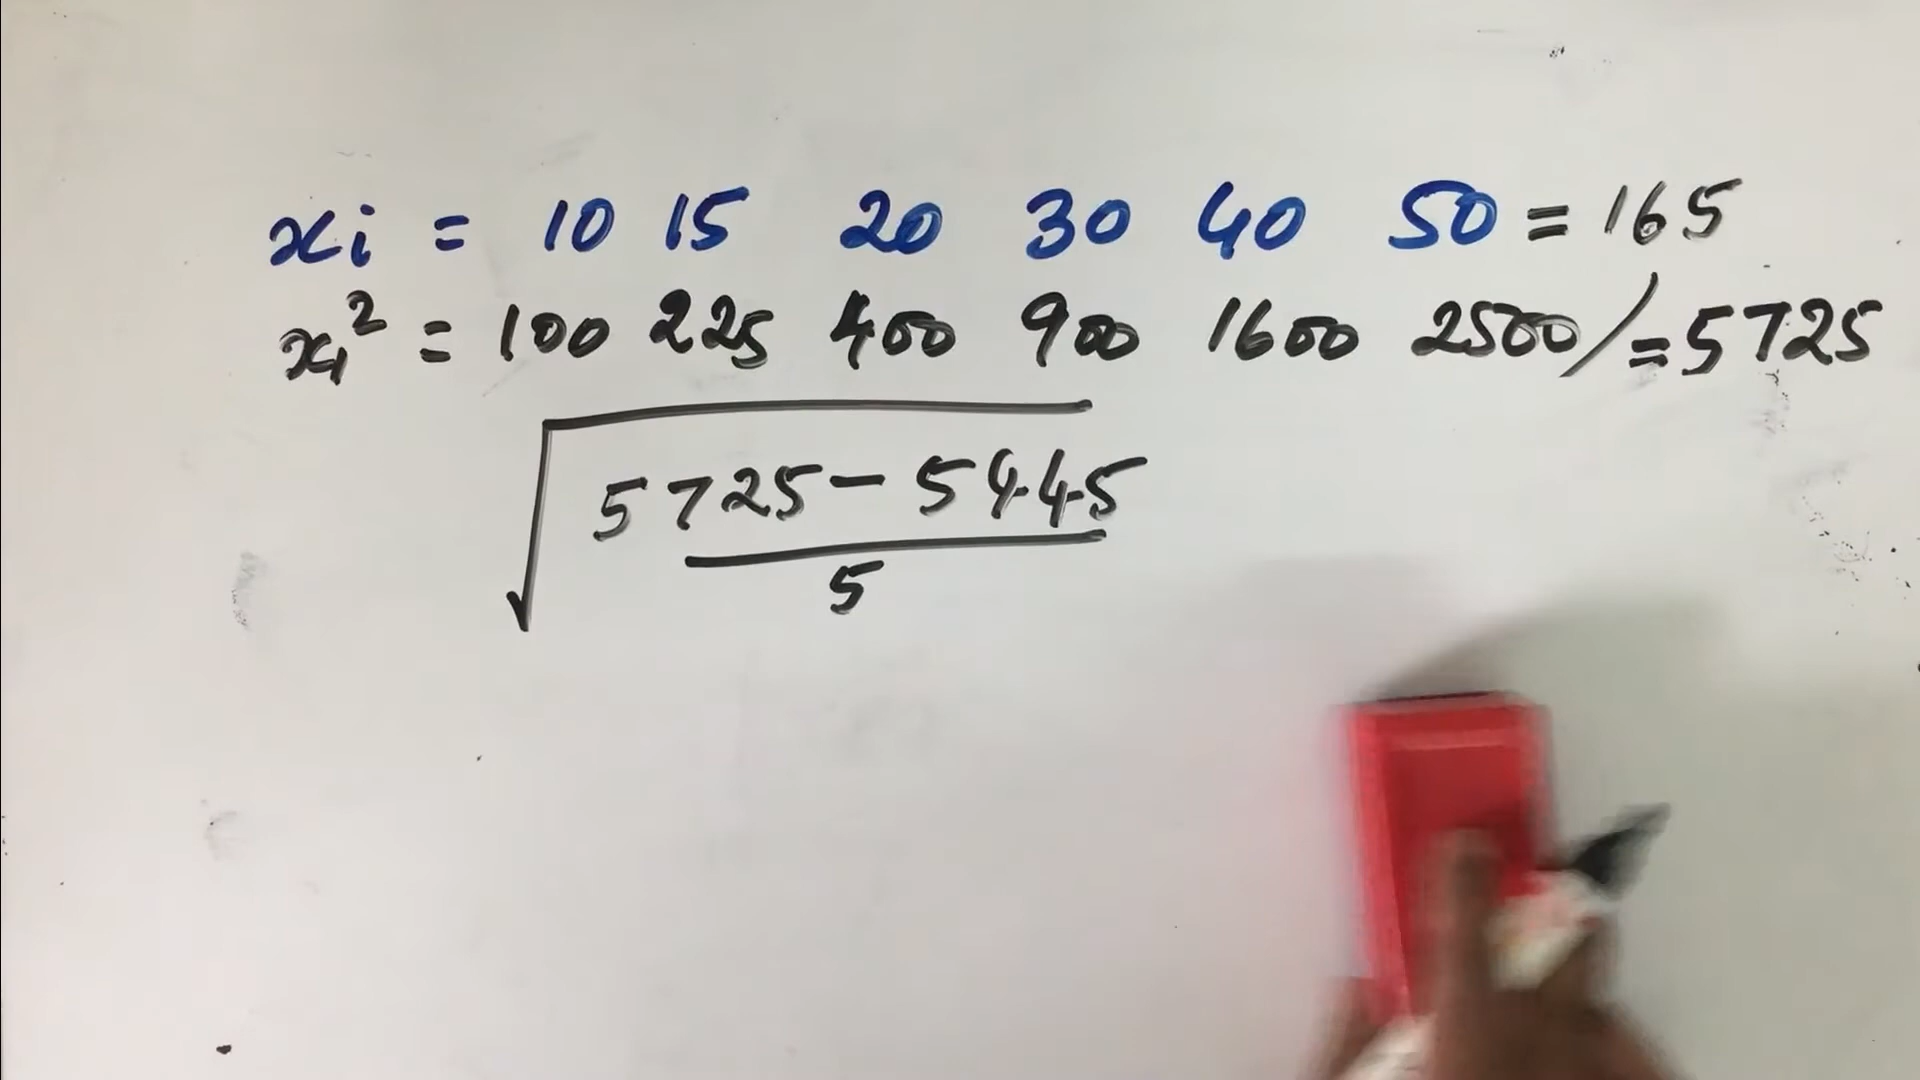 xi = 10 15 20 30 40 50 = 165
xi² = 100 225 400 900 1600 2500 / = 5725
√ 5725 - 5445
5